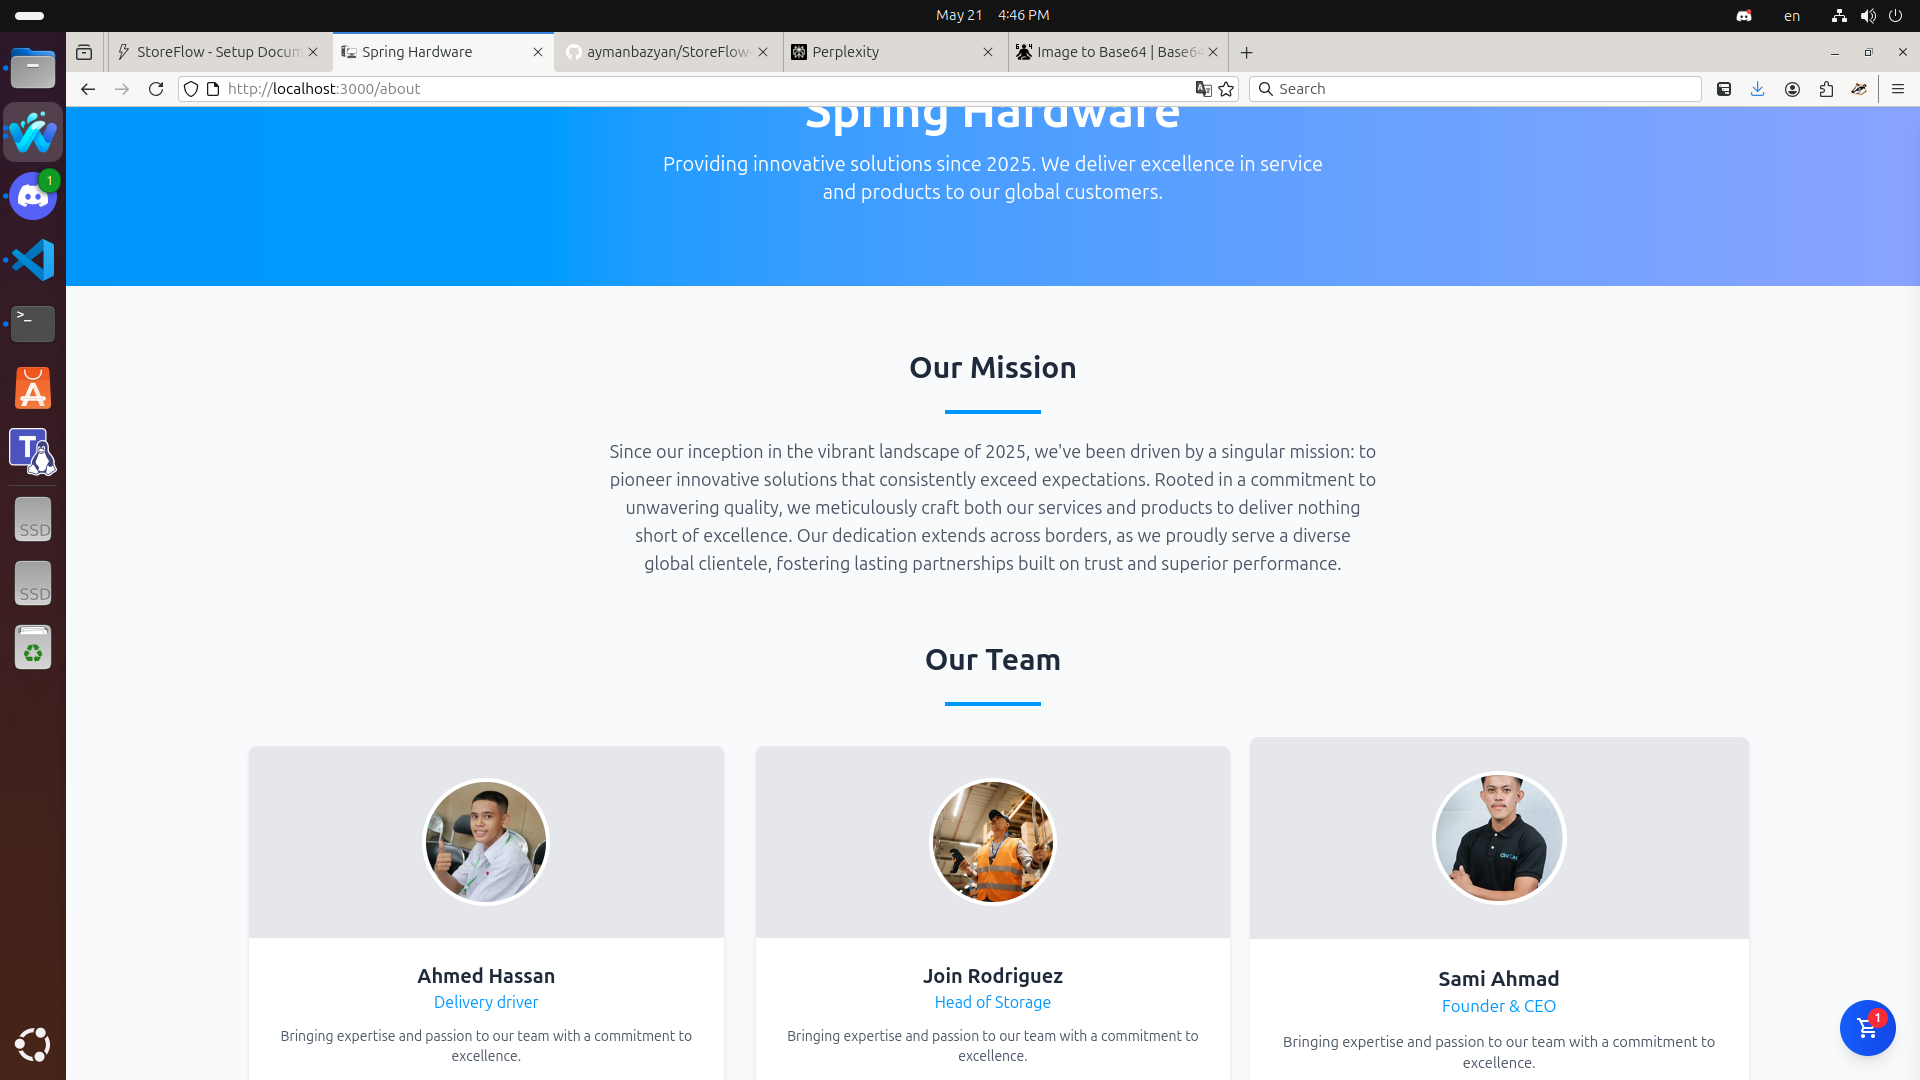 May 21 4:46 PM
en
StoreFlow - Setup Docum
Spring Hardware
aymanbazyan/StoreFlow-
Perplexity
Image to Base64 | Base64
http://localhost:3000/about
Search
1
SSD
SSD
Spring Hardware
Providing innovative solutions since 2025. We deliver excellence in service
and products to our global customers.
Our Mission
Since our inception in the vibrant landscape of 2025, we've been driven by a singular mission: to
pioneer innovative solutions that consistently exceed expectations. Rooted in a commitment to
unwavering quality, we meticulously craft both our services and products to deliver nothing
short of excellence. Our dedication extends across borders, as we proudly serve a diverse
global clientele, fostering lasting partnerships built on trust and superior performance.
Our Team
Ahmed Hassan
Delivery driver
Bringing expertise and passion to our team with a commitment to
excellence.
Join Rodriguez
Head of Storage
Bringing expertise and passion to our team with a commitment to
excellence.
Sami Ahmad
Founder & CEO
Bringing expertise and passion to our team with a commitment to
excellence.
1